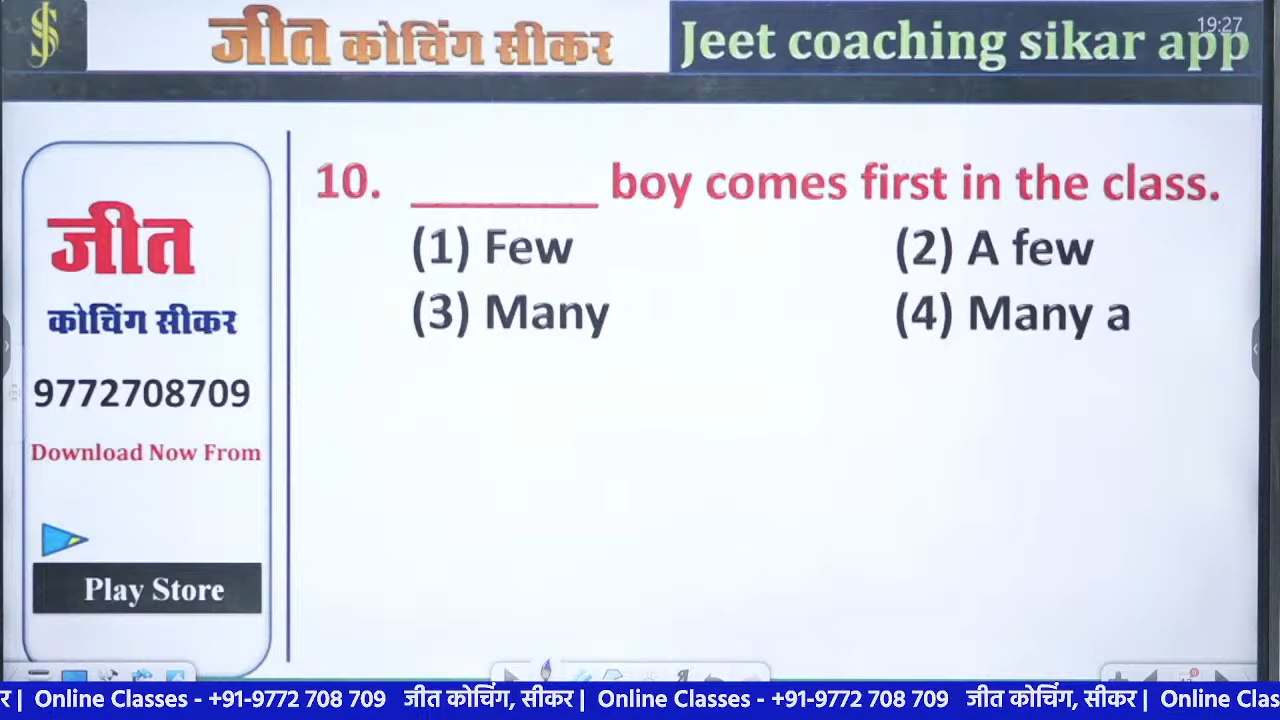 जीत कोचिंग सीकर
Jeet coaching sikar app
19:27
जीत
कोचिंग सीकर
9772708709
Download Now From
Play Store
10. ________ boy comes first in the class.
(1) Few (2) A few
(3) Many (4) Many a
र | Online Classes - +91-9772 708 709 जीत कोचिंग, सीकर | Online Classes - +91-9772 708 709 जीत कोचिंग, सीकर | Online Clas